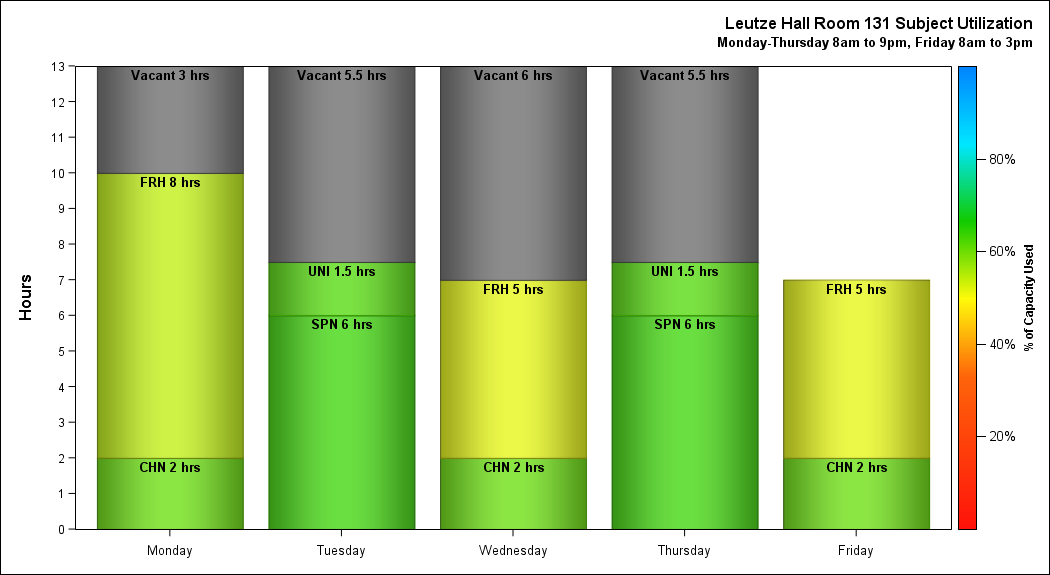 Leutze Hall Room 131 Subject Utilization
Monday-Thursday 8am to 9pm, Friday 8am to 3pm
Hours
13
12
11
10
9
8
7
6
5
4
3
2
1
0
Vacant 3 hrs
FRH 8 hrs
CHN 2 hrs
Monday
Vacant 5.5 hrs
UNI 1.5 hrs
SPN 6 hrs
Tuesday
Vacant 6 hrs
FRH 5 hrs
CHN 2 hrs
Wednesday
Vacant 5.5 hrs
UNI 1.5 hrs
SPN 6 hrs
Thursday
FRH 5 hrs
CHN 2 hrs
Friday
80%
60%
40%
20%
% of Capacity Used